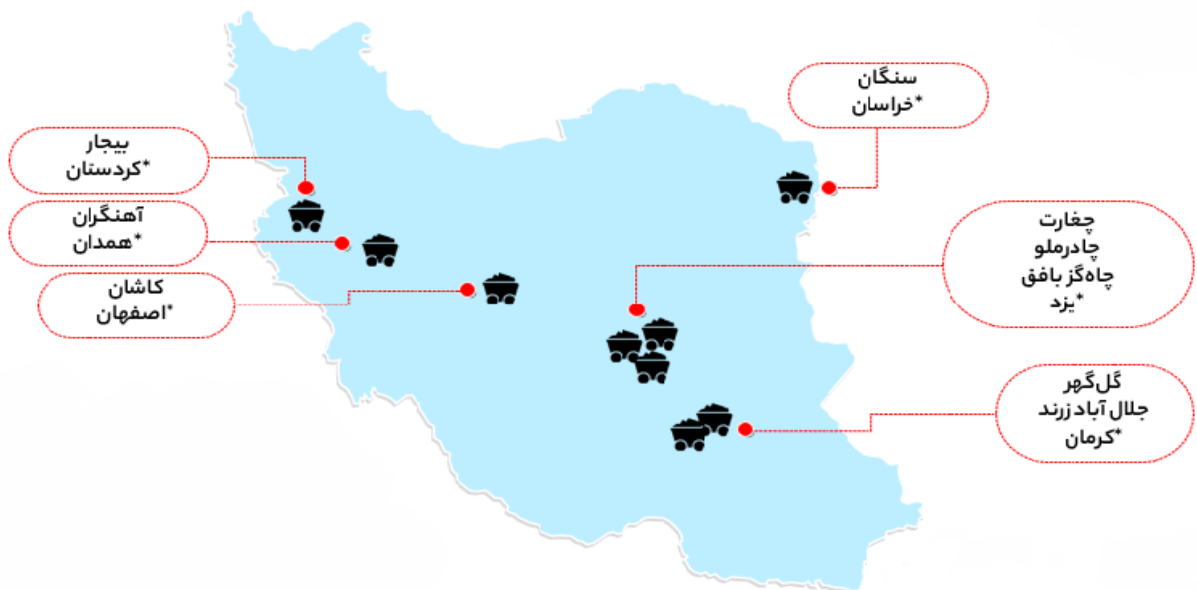 سنگان
*خراسان
بیجار
*کردستان
آهنگران
*همدان
کاشان
*اصفهان
چغارت
چادرملو
چاه‌گز بافق
*یزد
گل‌گهر
جلال آباد زرند
*کرمان